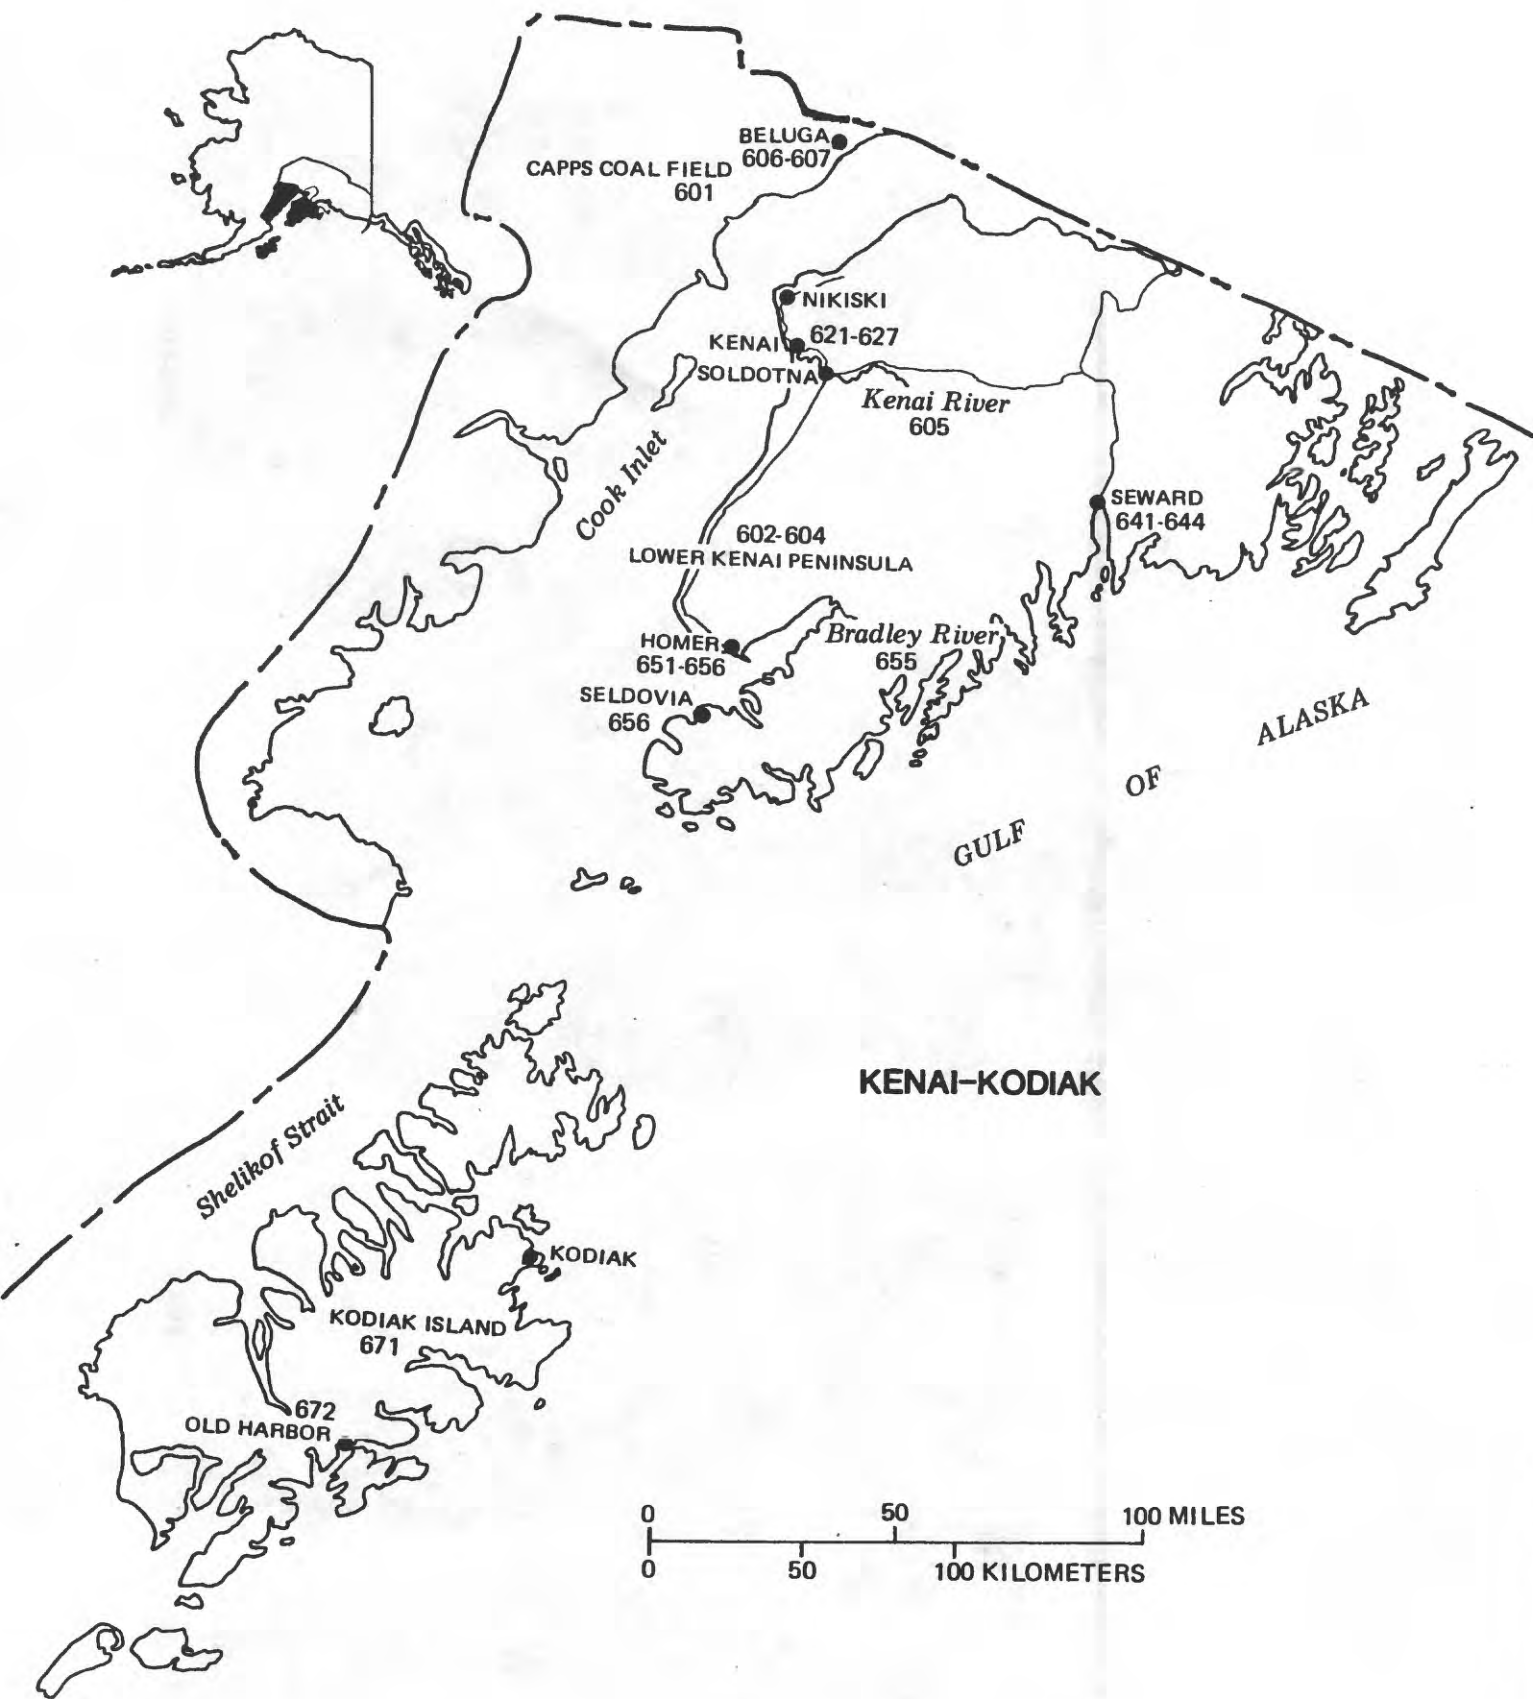 BELUGA
606-607
CAPPS COAL FIELD
601
NIKISKI
621-627
KENAI
SOLDOTNA
Kenai River
605
Cook Inlet
SEWARD
641-644
602-604
LOWER KENAI PENINSULA
HOMER
651-656
Bradley River
655
SELDOVIA
656
GULF OF ALASKA
KENAI-KODIAK
Shelikof Strait
KODIAK
KODIAK ISLAND
671
672
OLD HARBOR
0 50 100 MILES
0 50 100 KILOMETERS